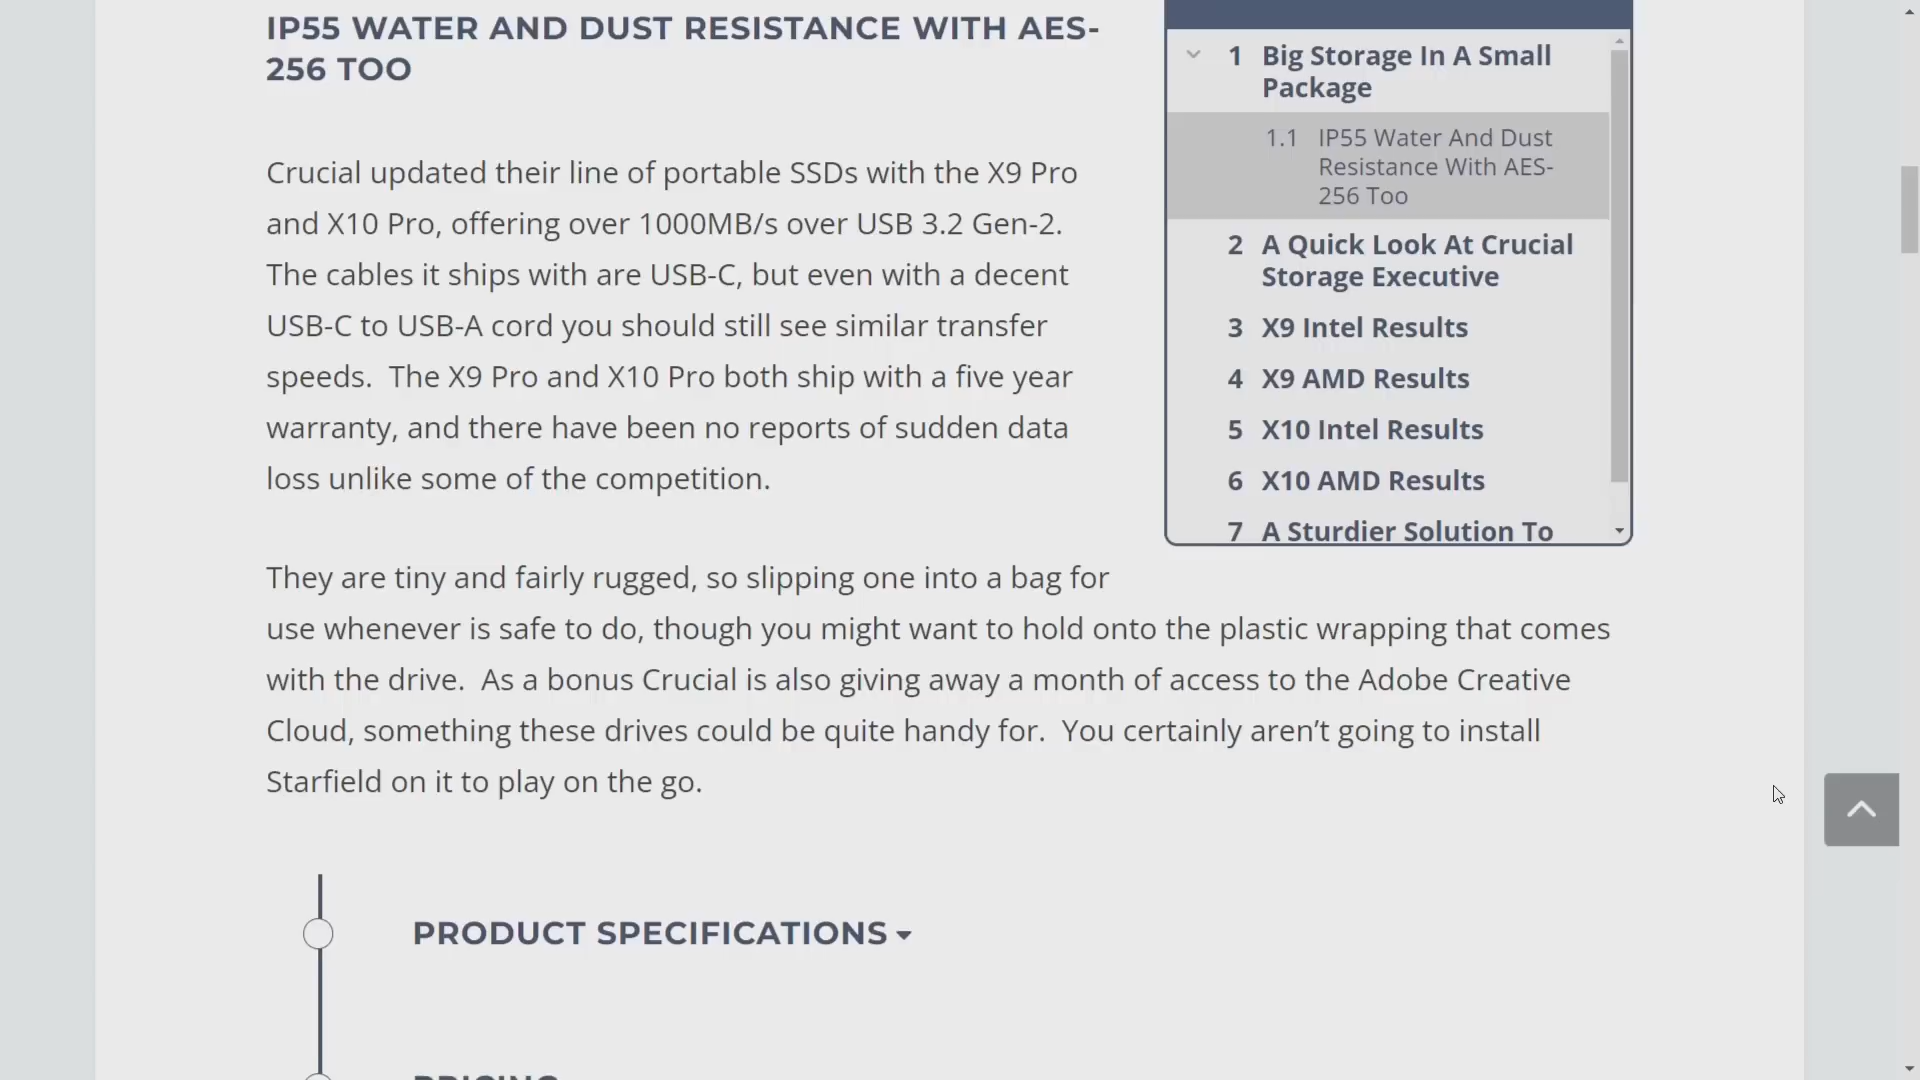 IP55 WATER AND DUST RESISTANCE WITH AES-
256 TOO
Crucial updated their line of portable SSDs with the X9 Pro
and X10 Pro, offering over 1000MB/s over USB 3.2 Gen-2.
The cables it ships with are USB-C, but even with a decent
USB-C to USB-A cord you should still see similar transfer
speeds.  The X9 Pro and X10 Pro both ship with a five year
warranty, and there have been no reports of sudden data
loss unlike some of the competition.
They are tiny and fairly rugged, so slipping one into a bag for
use whenever is safe to do, though you might want to hold onto the plastic wrapping that comes
with the drive.  As a bonus Crucial is also giving away a month of access to the Adobe Creative
Cloud, something these drives could be quite handy for.  You certainly aren’t going to install
Starfield on it to play on the go.
1 Big Storage In A Small
Package
1.1 IP55 Water And Dust
Resistance With AES-
256 Too
2 A Quick Look At Crucial
Storage Executive
3 X9 Intel Results
4 X9 AMD Results
5 X10 Intel Results
6 X10 AMD Results
7 A Sturdier Solution To
PRODUCT SPECIFICATIONS
PRICING